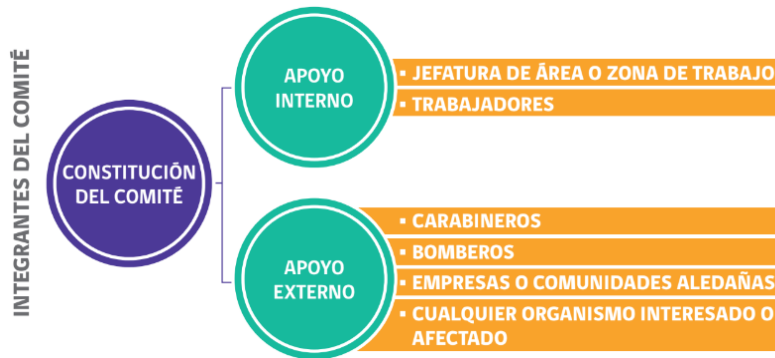 INTEGRANTES DEL COMITÉ
CONSTITUCIÓN
DEL COMITÉ
APOYO
INTERNO
▪ JEFATURA DE ÁREA O ZONA DE TRABAJO
▪ TRABAJADORES
APOYO
EXTERNO
▪ CARABINEROS
▪ BOMBEROS
▪ EMPRESAS O COMUNIDADES ALEDAÑAS
▪ CUALQUIER ORGANISMO INTERESADO O
AFECTADO